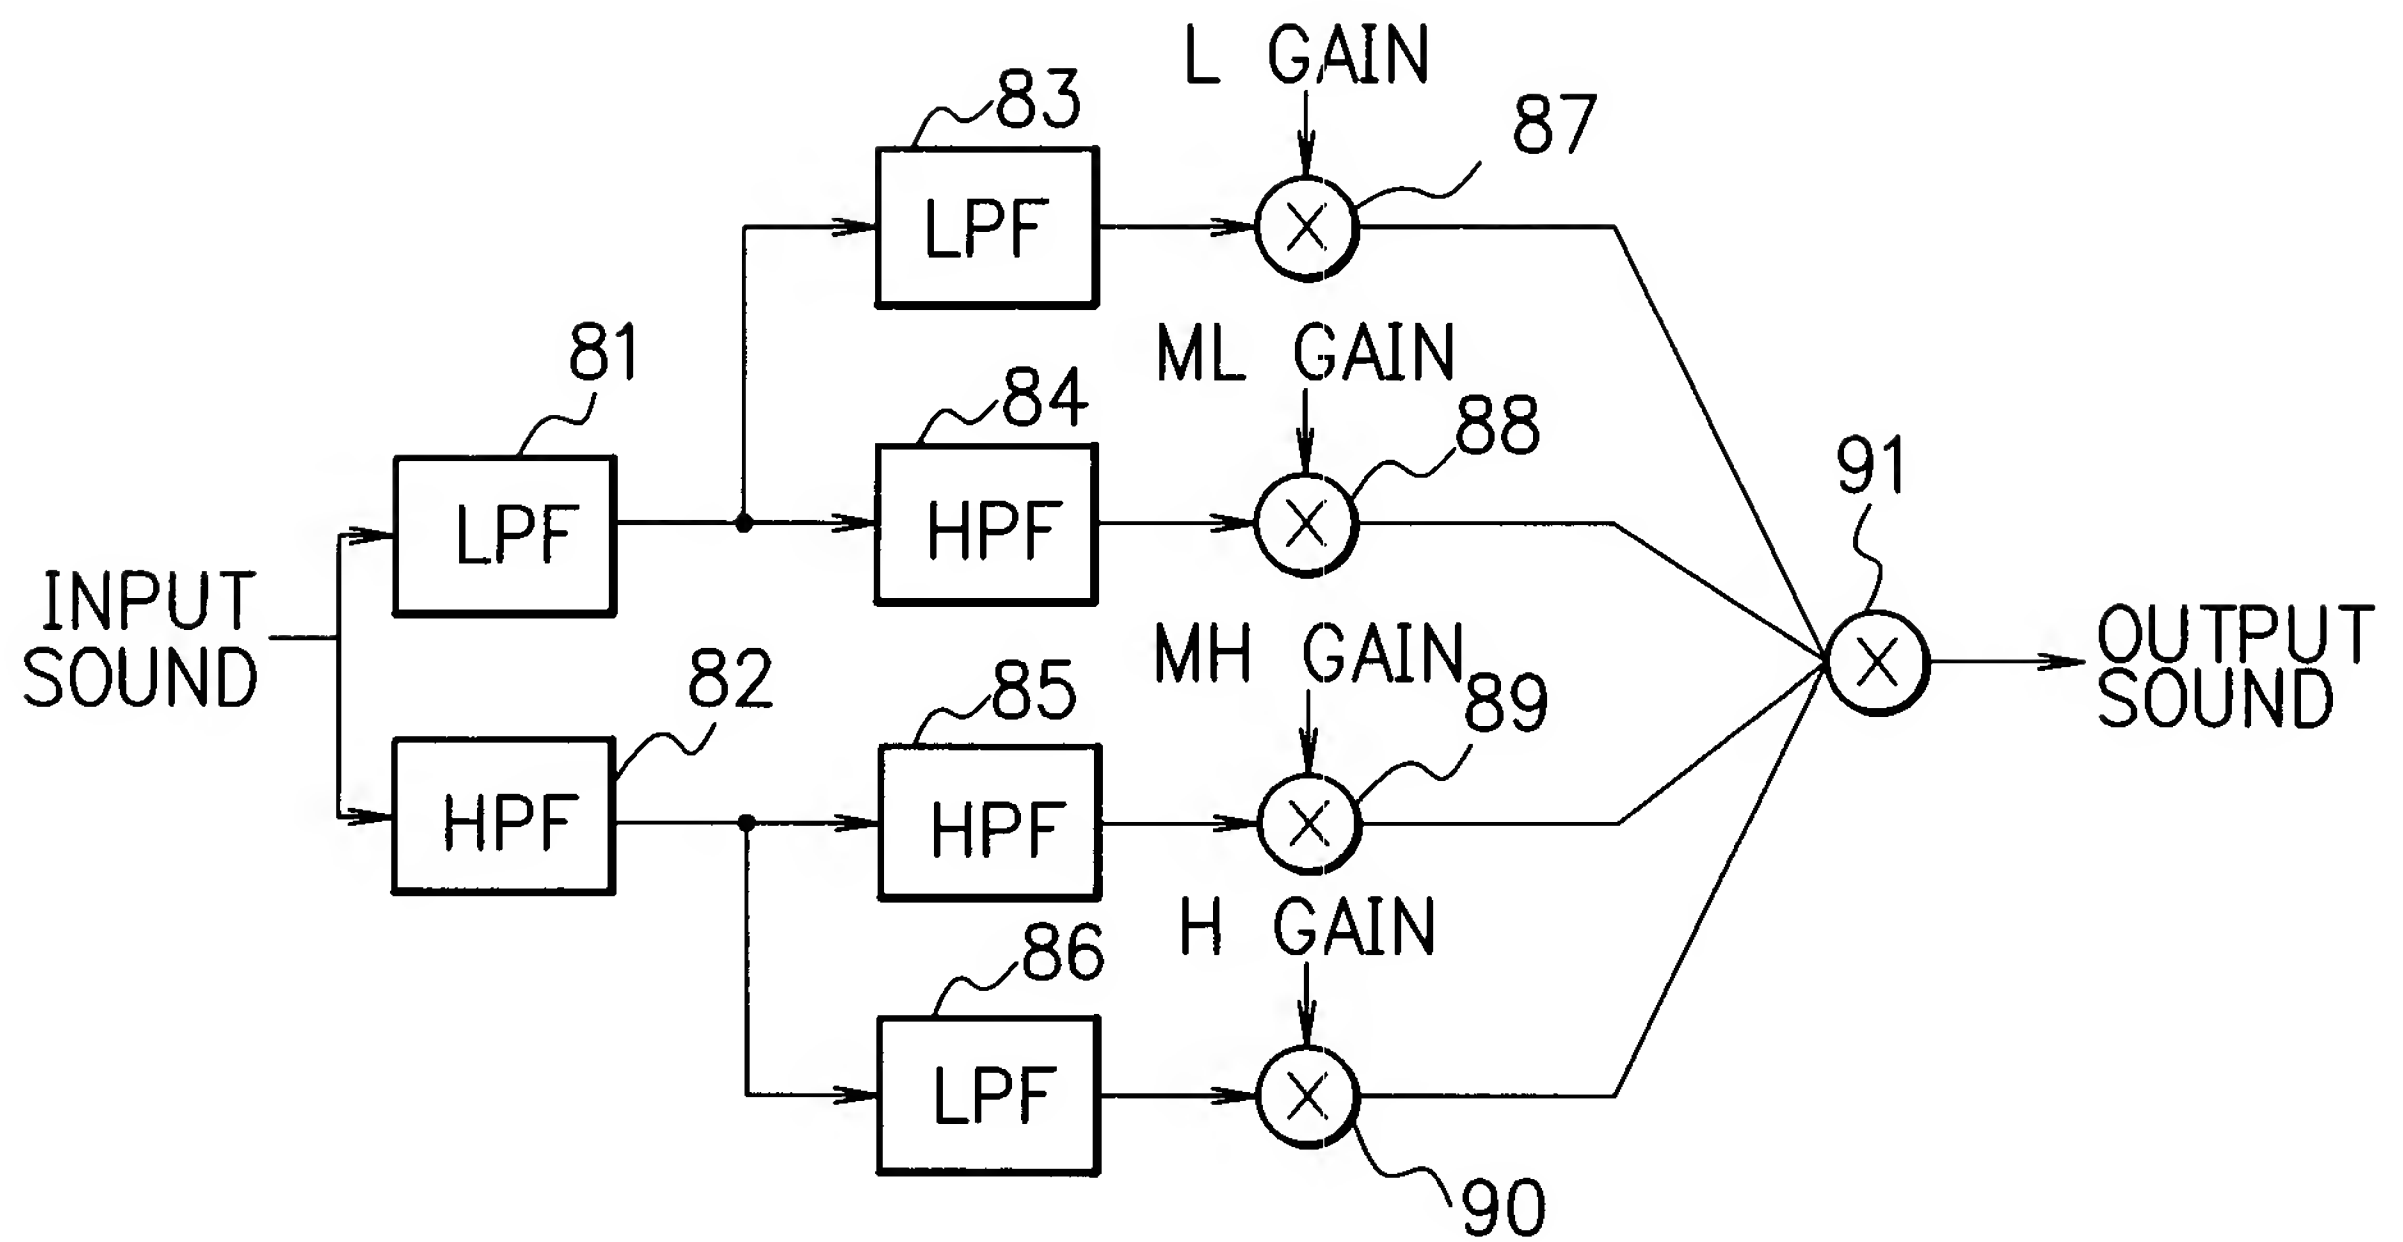 L GAIN
83
87
LPF
ML GAIN
81
84
88
LPF
HPF
91
INPUT
SOUND
MH GAIN
82
85
89
OUTPUT
SOUND
HPF
HPF
H GAIN
86
LPF
90